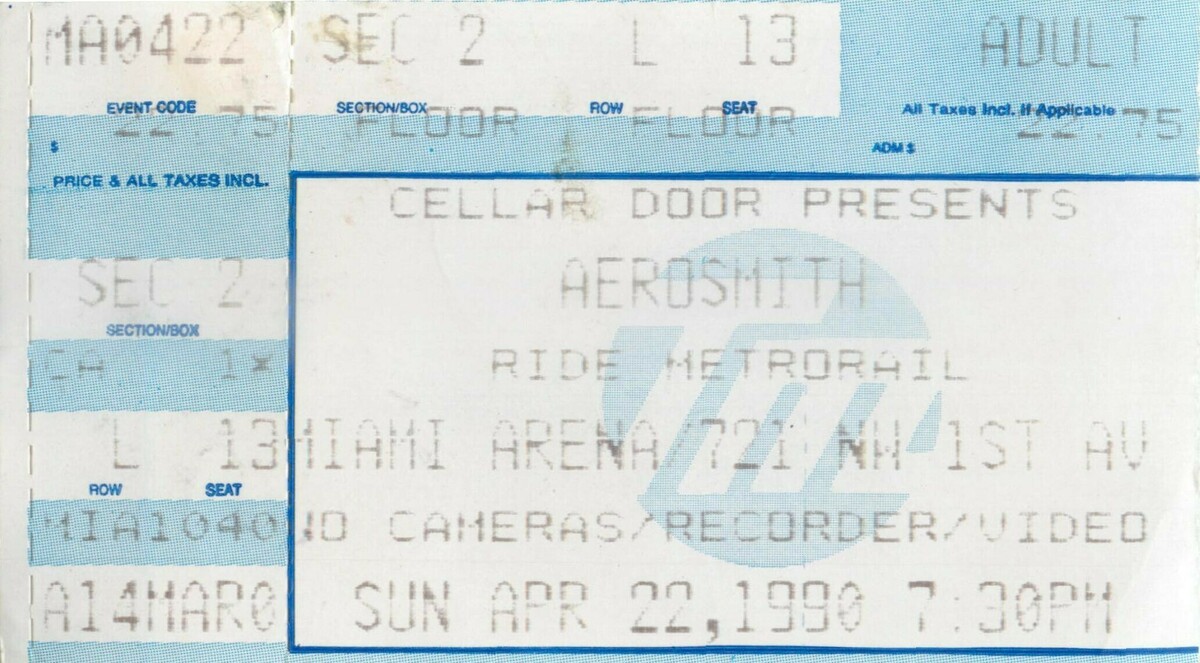 MA0422 SEC 2 L 13 ADULT
EVENT CODE SECTION/BOX ROW SEAT All Taxes Incl. If Applicable
22.75 FLOOR FLOOR 22.75
$ ADM $
PRICE & ALL TAXES INCL.
CELLAR DOOR PRESENTS
SEC 2 AEROSMITH
SECTION/BOX
CA 1* RIDE METRORAIL
L 13 MIAMI ARENA/721 NW 1ST AV
ROW SEAT
MIA1040 NO CAMERAS/RECORDER/VIDEO
A14MAR0 SUN APR 22,1990 7:30PM